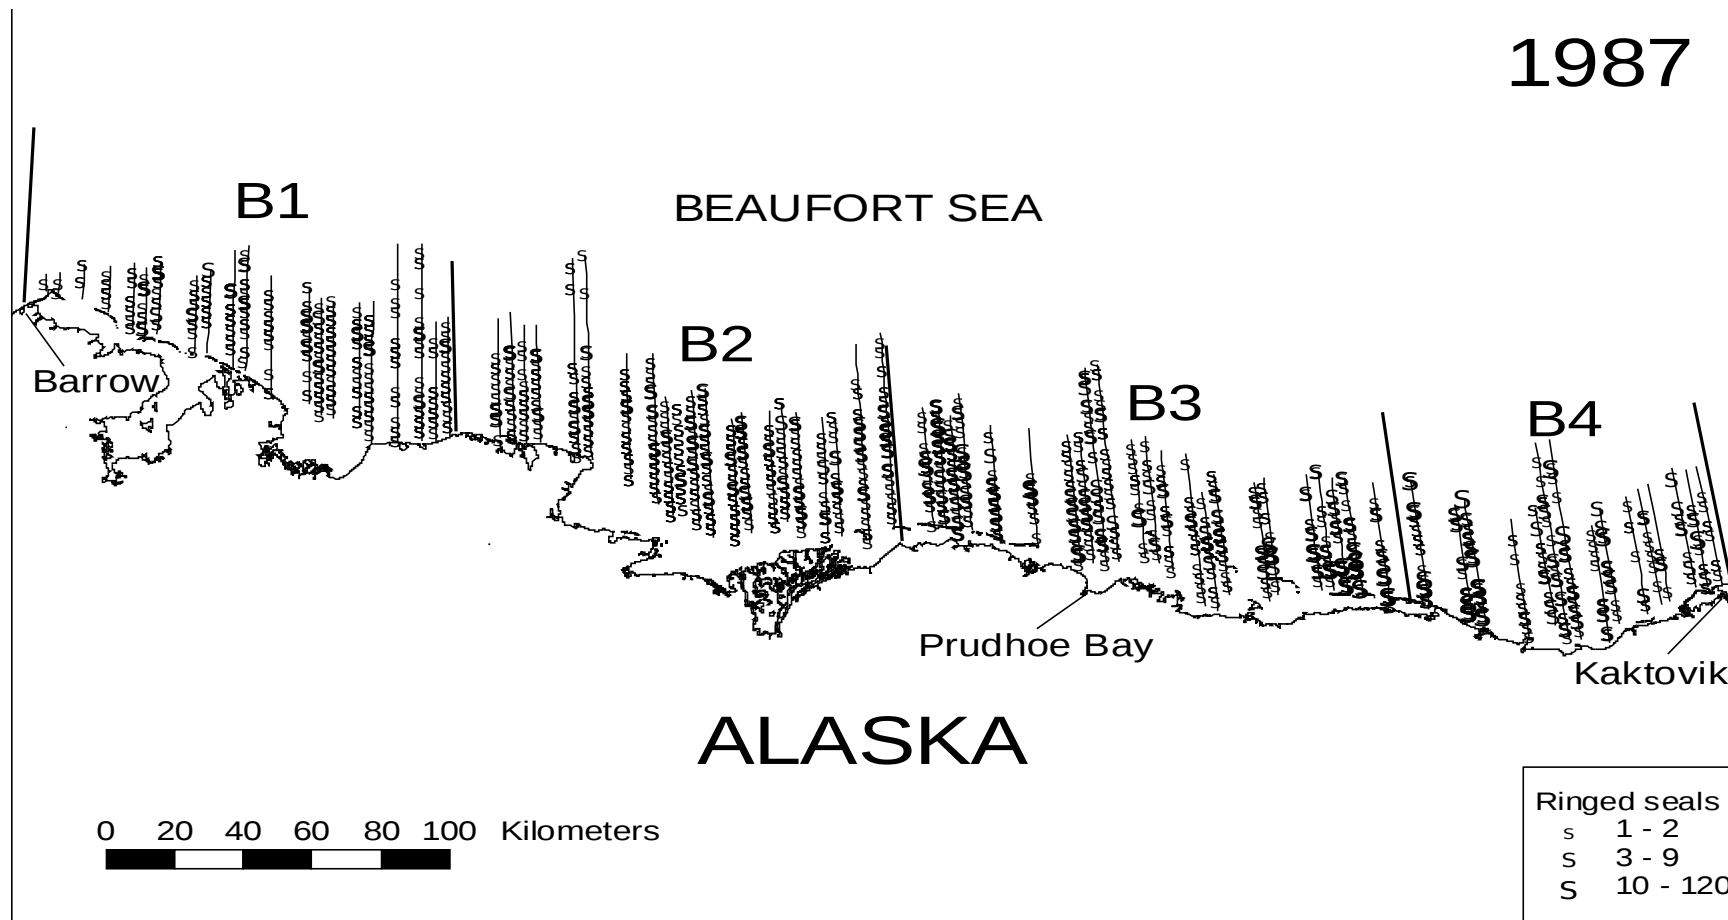 1987
B1
BEAUFORT SEA
B2
B3
B4
Barrow
Prudhoe Bay
Kaktovik
ALASKA
0 20 40 60 80 100 Kilometers
Ringed seals
S 1 - 2
S 3 - 9
S 10 - 120